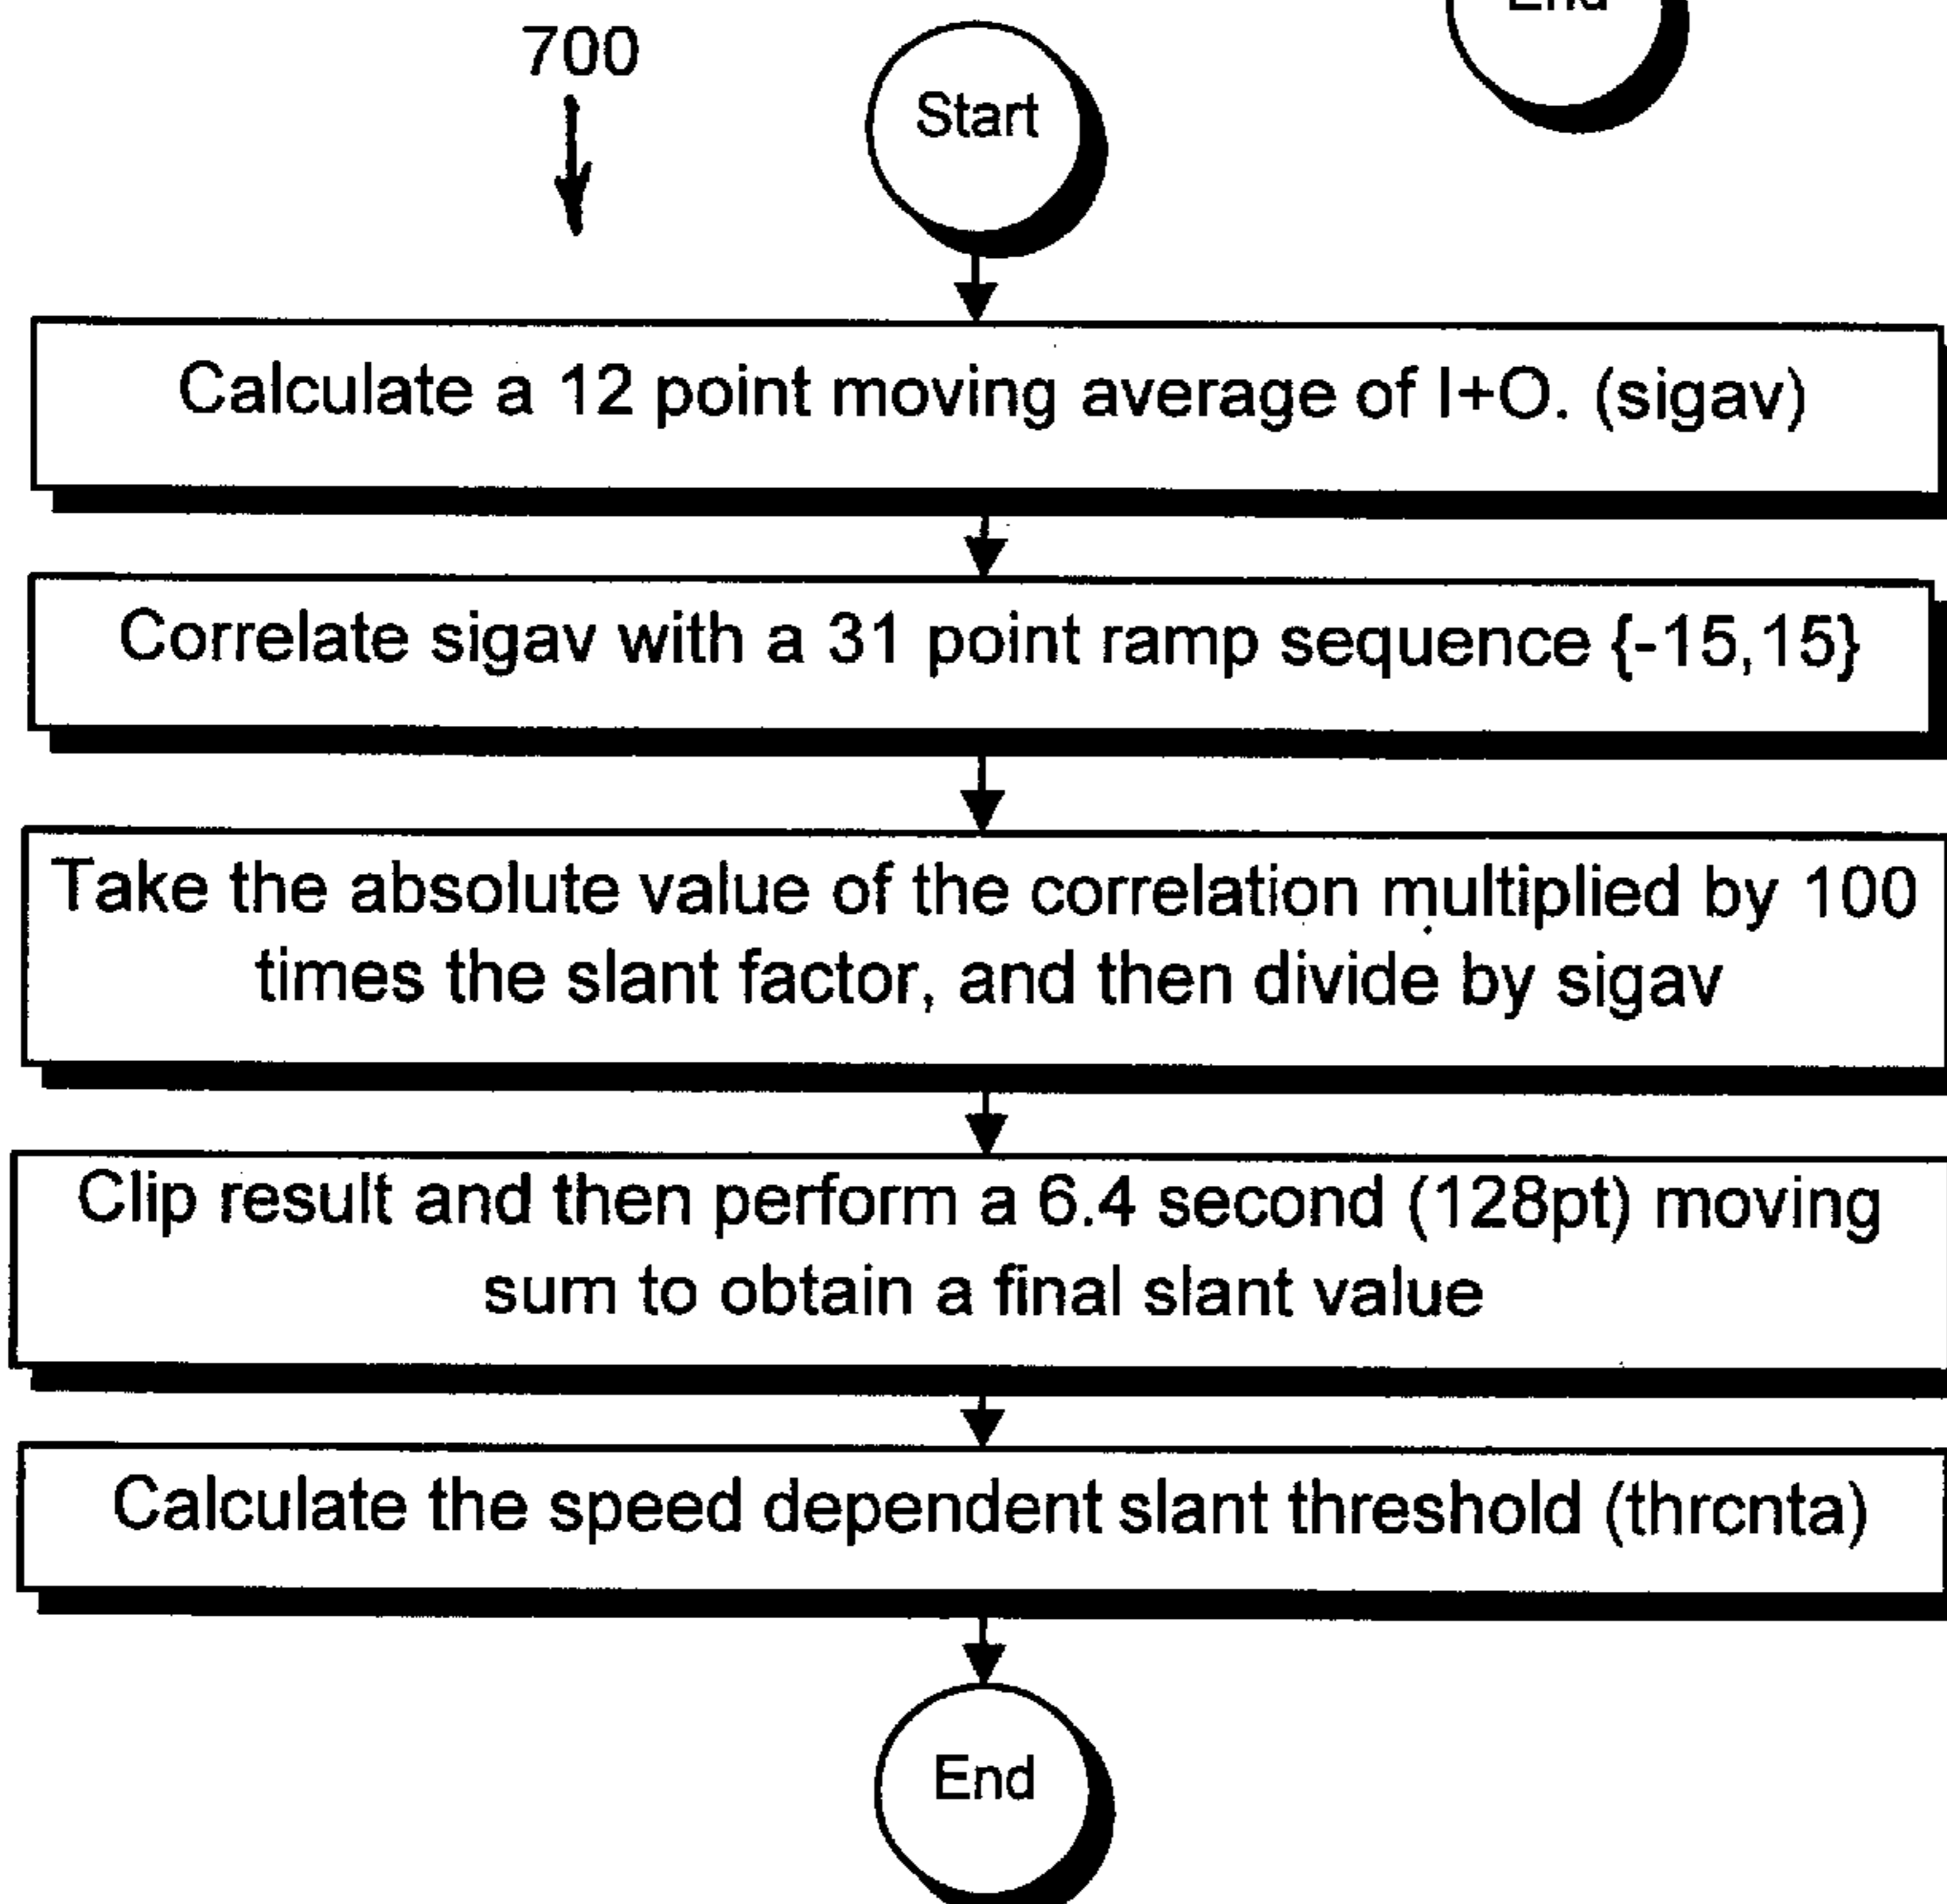 End
700
Start
Calculate a 12 point moving average of I+O. (sigav)
Correlate sigav with a 31 point ramp sequence {-15,15}
Take the absolute value of the correlation multiplied by 100
times the slant factor, and then divide by sigav
Clip result and then perform a 6.4 second (128pt) moving
sum to obtain a final slant value
Calculate the speed dependent slant threshold (thrcnta)
End